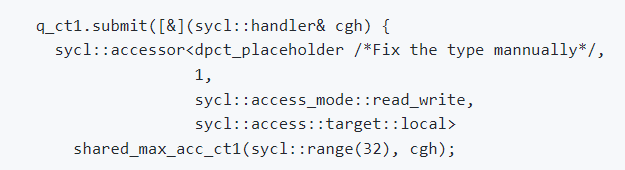 q_ct1.submit([&](sycl::handler& cgh) {
  sycl::accessor<dpct_placeholder /*Fix the type mannually*/,
                 1,
                 sycl::access_mode::read_write,
                 sycl::access::target::local>
    shared_max_acc_ct1(sycl::range(32), cgh);